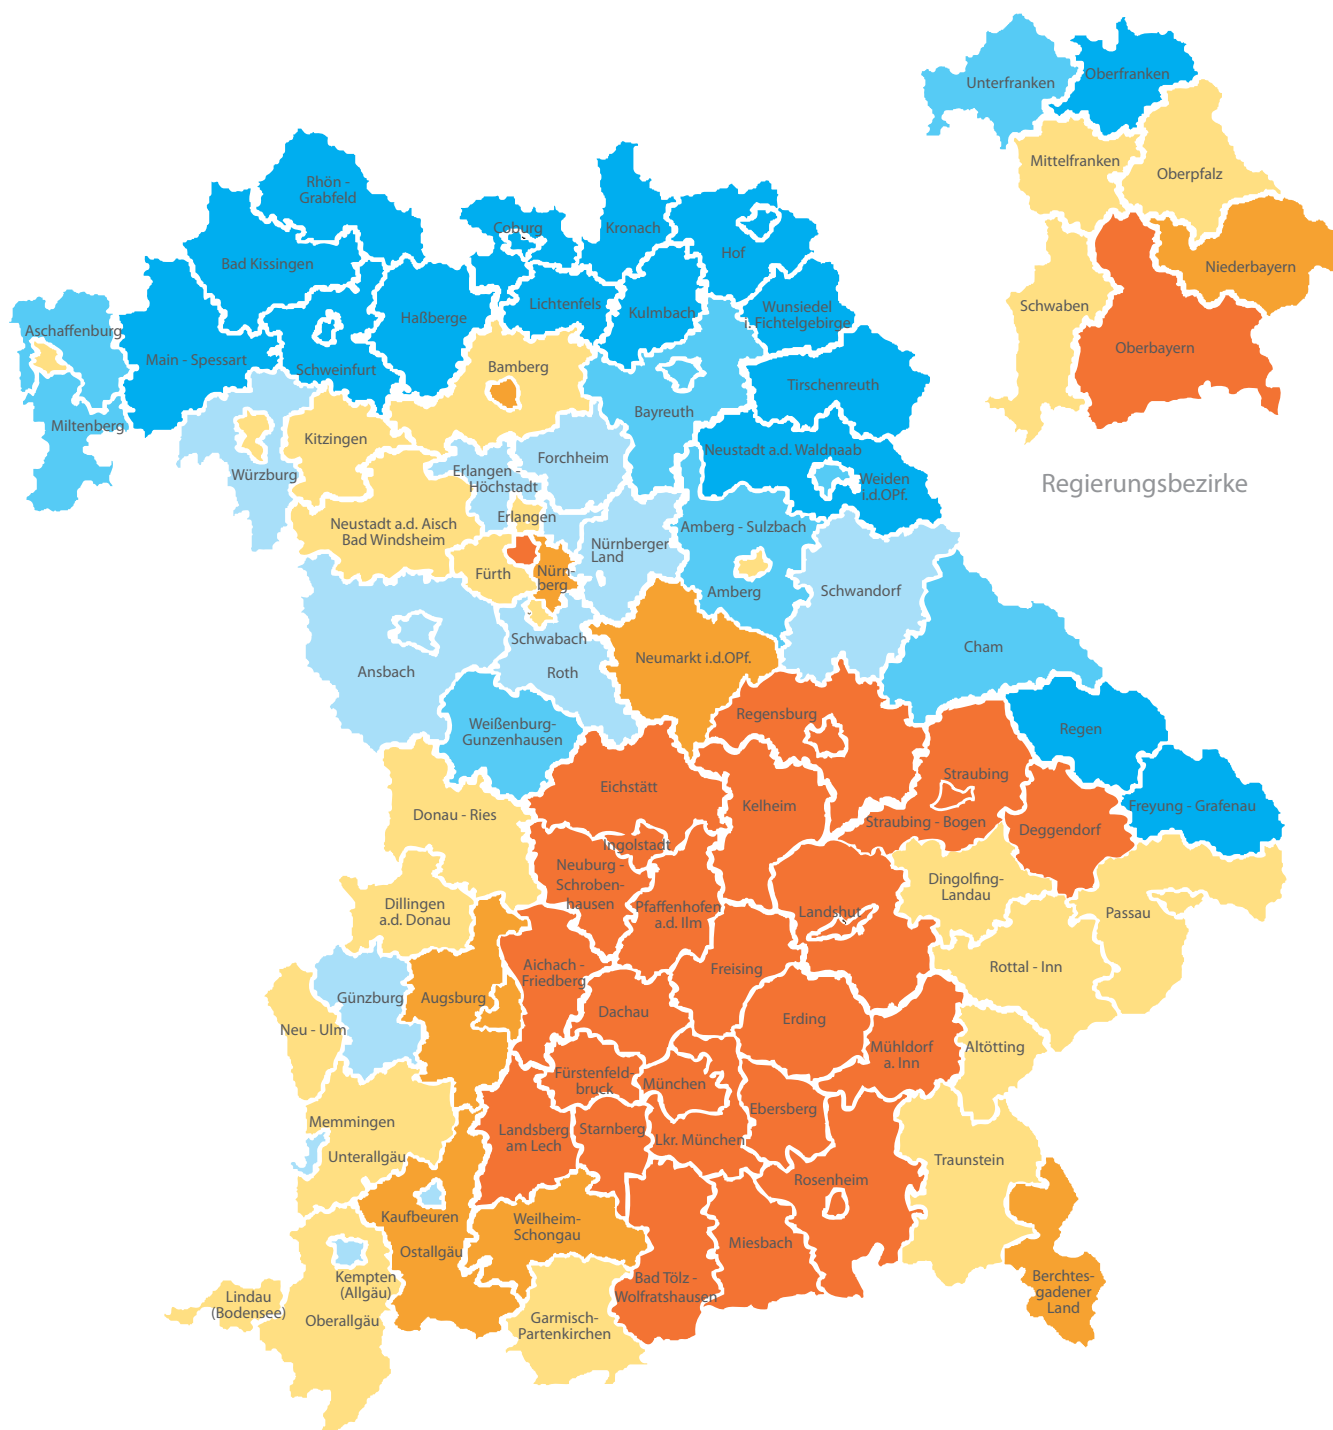 Unterfranken
Oberfranken
Mittelfranken
Oberpfalz
Niederbayern
Schwaben
Oberbayern
Regierungsbezirke
Rhön -
Grabfeld
Coburg
Kronach
Hof
Bad Kissingen
Lichtenfels
Kulmbach
Wunsiedel
i. Fichtelgebirge
Haßberge
Aschaffenburg
Main - Spessart
Schweinfurt
Bamberg
Tirschenreuth
Bayreuth
Miltenberg
Kitzingen
Neustadt a.d. Waldnaab
Weiden
i.d.OPf.
Würzburg
Erlangen -
Höchstadt
Forchheim
Erlangen
Neustadt a.d. Aisch
Bad Windsheim
Amberg - Sulzbach
Nürnberger
Land
Fürth
Nürn-
berg
Amberg
Schwandorf
Schwabach
Roth
Ansbach
Neumarkt i.d.OPf.
Cham
Weißenburg-
Gunzenhausen
Regensburg
Regen
Eichstätt
Kelheim
Straubing
Straubing - Bogen
Deggendorf
Freyung - Grafenau
Donau - Ries
Ingolstadt
Neuburg -
Schroben-
hausen
Dillingen
a.d. Donau
Pfaffenhofen
a.d. Ilm
Landshut
Dingolfing-
Landau
Passau
Aichach -
Friedberg
Freising
Rottal - Inn
Günzburg
Augsburg
Dachau
Erding
Neu - Ulm
Mühldorf
a. Inn
Altötting
Fürstenfeld-
bruck
München
Ebersberg
Memmingen
Unterallgäu
Landsberg
am Lech
Starnberg
Lkr. München
Rosenheim
Traunstein
Kaufbeuren
Ostallgäu
Weilheim-
Schongau
Miesbach
Kempten
(Allgäu)
Bad Tölz -
Wolfratshausen
Berchtes-
gadener
Land
Lindau
(Bodensee)
Oberallgäu
Garmisch-
Partenkirchen